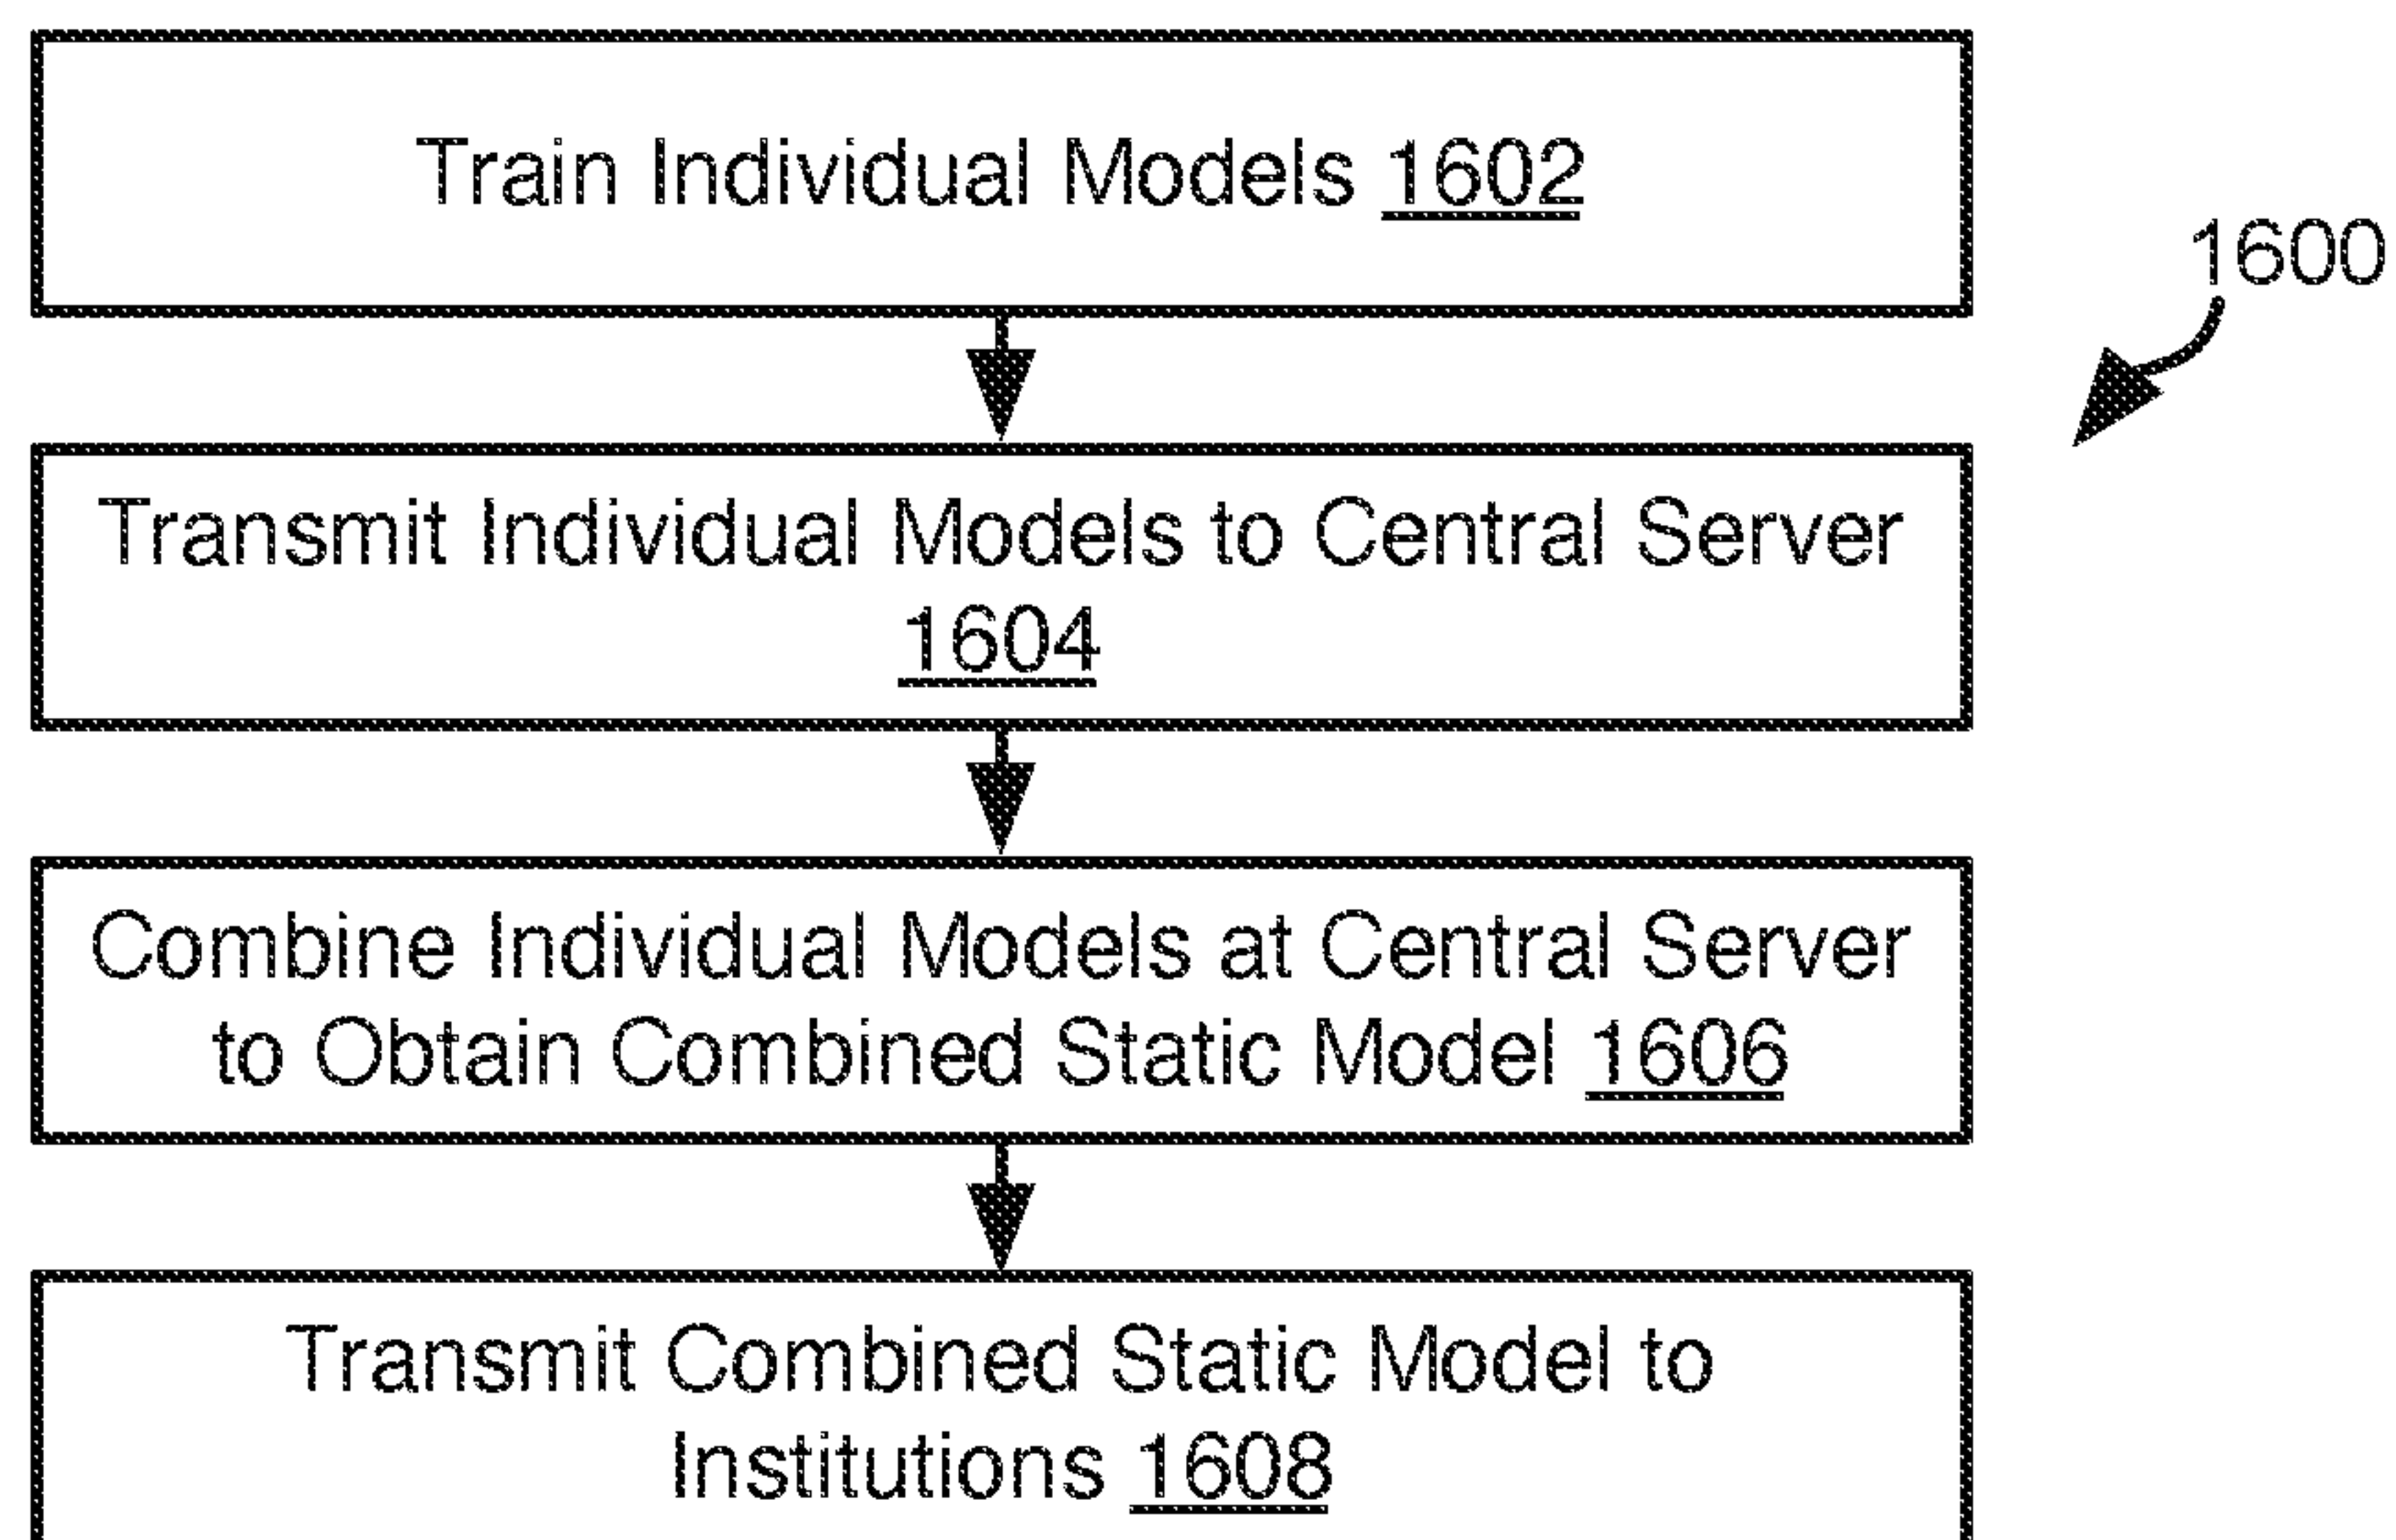 Train Individual Models 1602
1600
Transmit Individual Models to Central Server
1604
Combine Individual Models at Central Server
to Obtain Combined Static Model 1606
Transmit Combined Static Model to
Institutions 1608